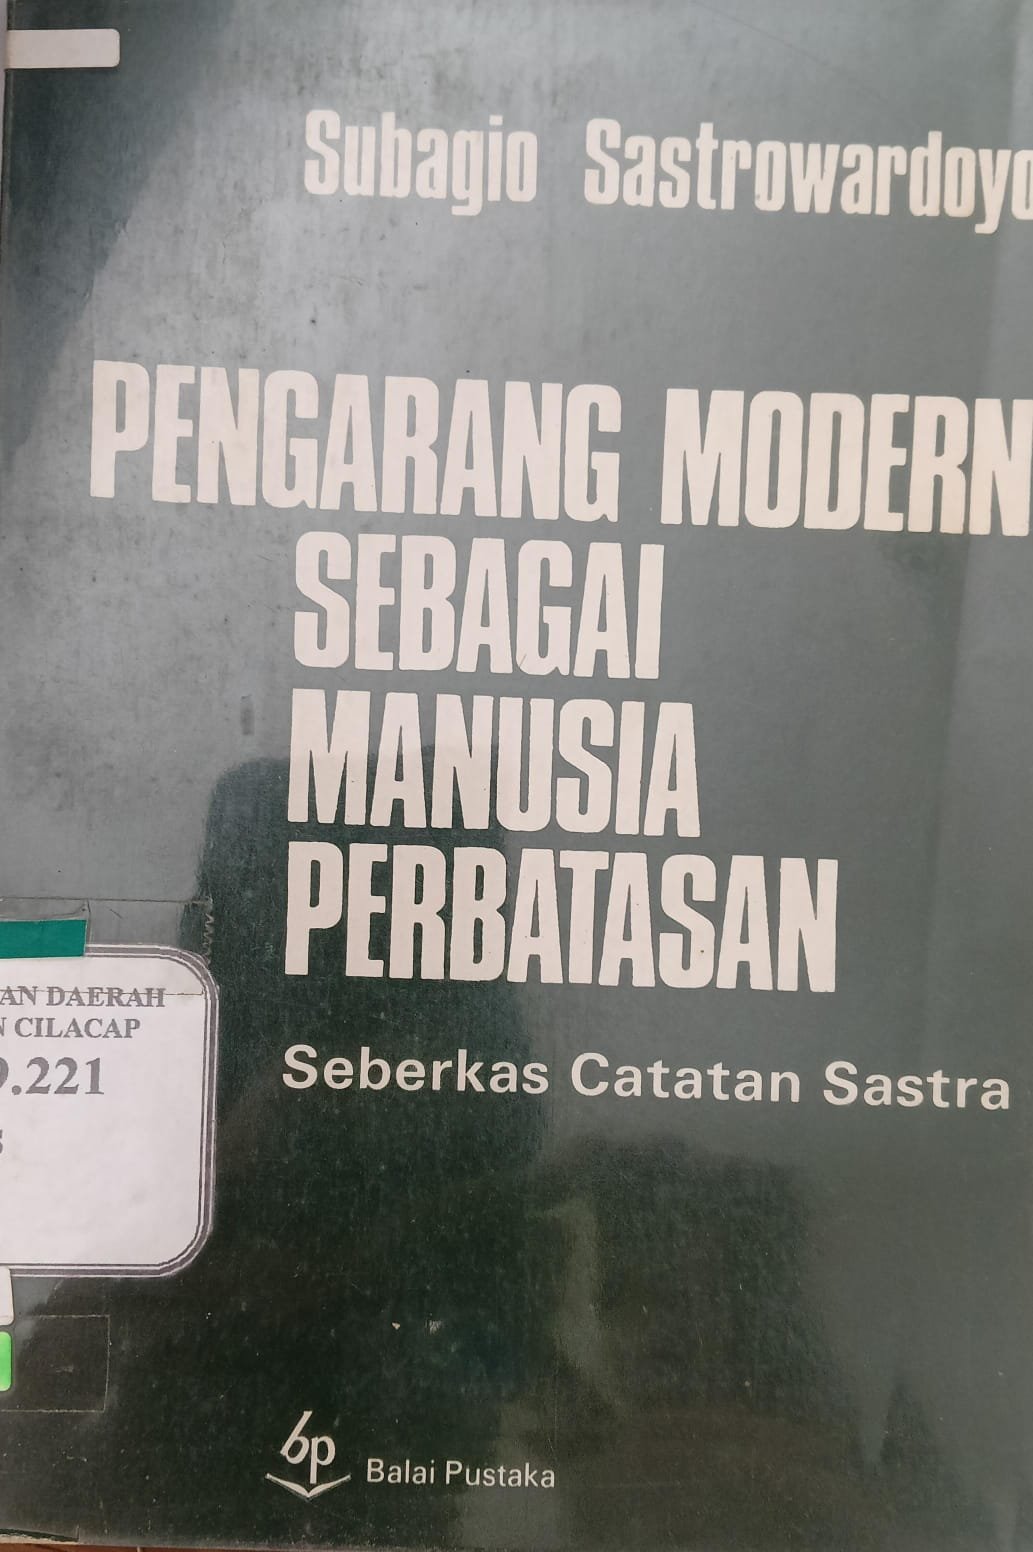 Subagio Sastrowardoyo
PENGARANG MODERN
SEBAGAI
MANUSIA
PERBATASAN
Seberkas Catatan Sastra
AN DAERAH
N CILACAP
.221
s
bp
Balai Pustaka